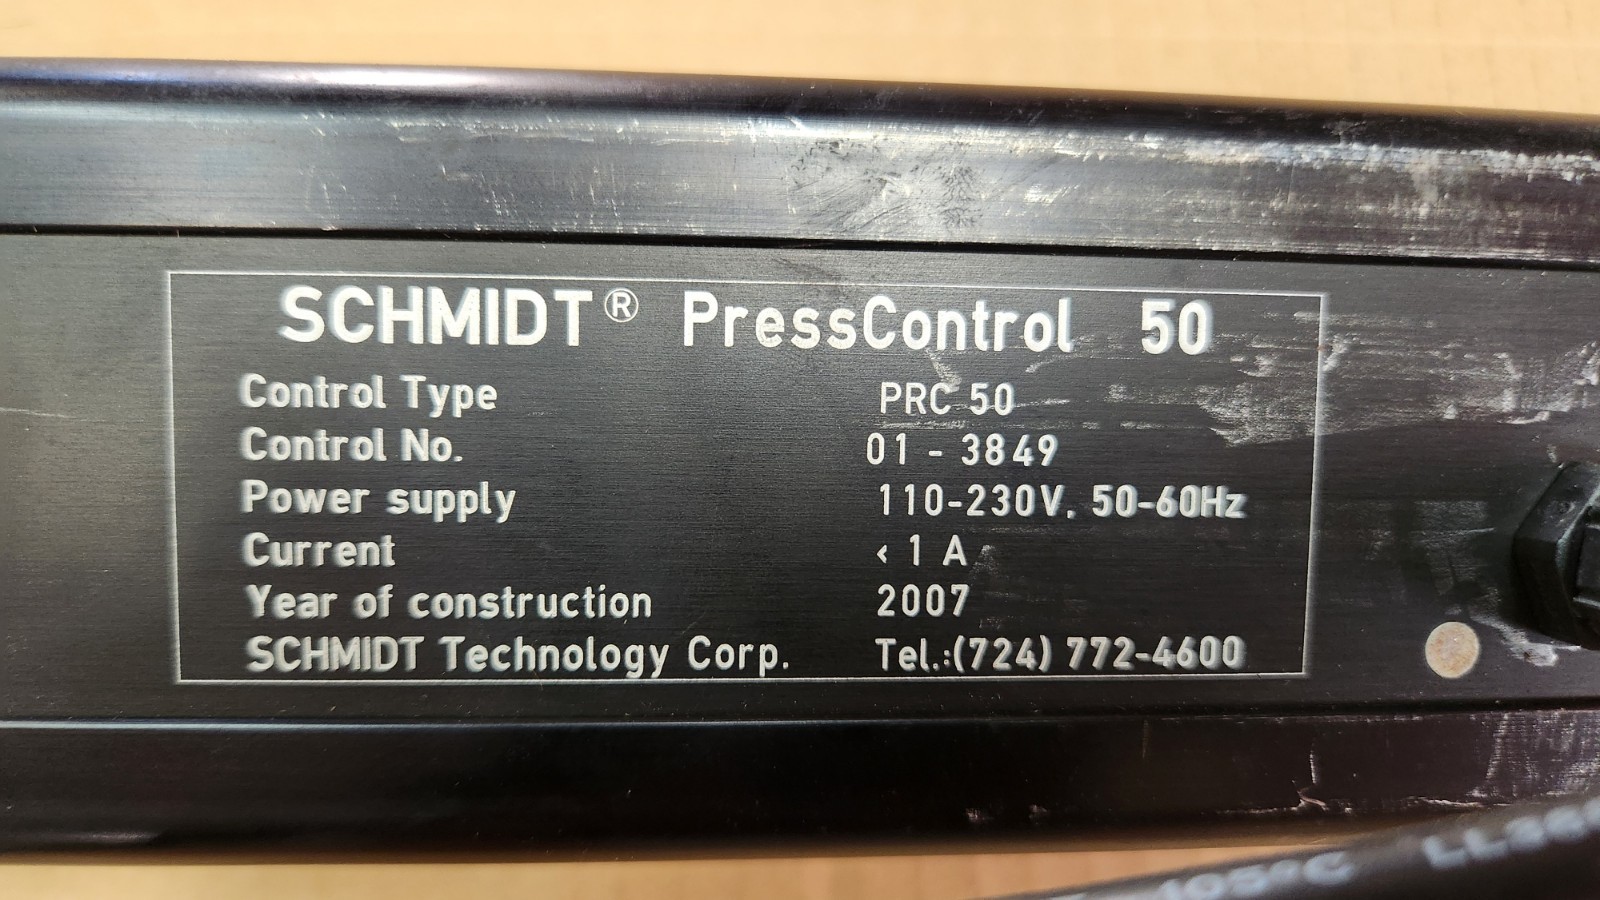 SCHMIDT® PressControl 50
Control Type PRC 50
Control No. 01 - 3849
Power supply 110-230V. 50-60Hz
Current < 1 A
Year of construction 2007
SCHMIDT Technology Corp. Tel.:(724) 772-4600
105°C